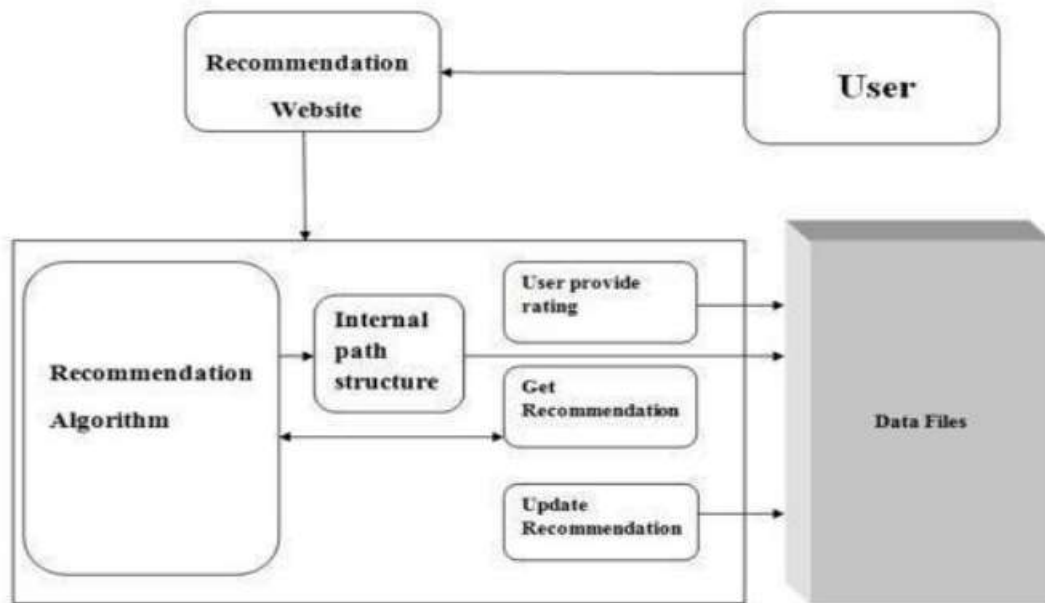 Recommendation
Website
User
Recommendation
Algorithm
Internal
path
structure
User provide
rating
Get
Recommendation
Update
Recommendation
Data Files